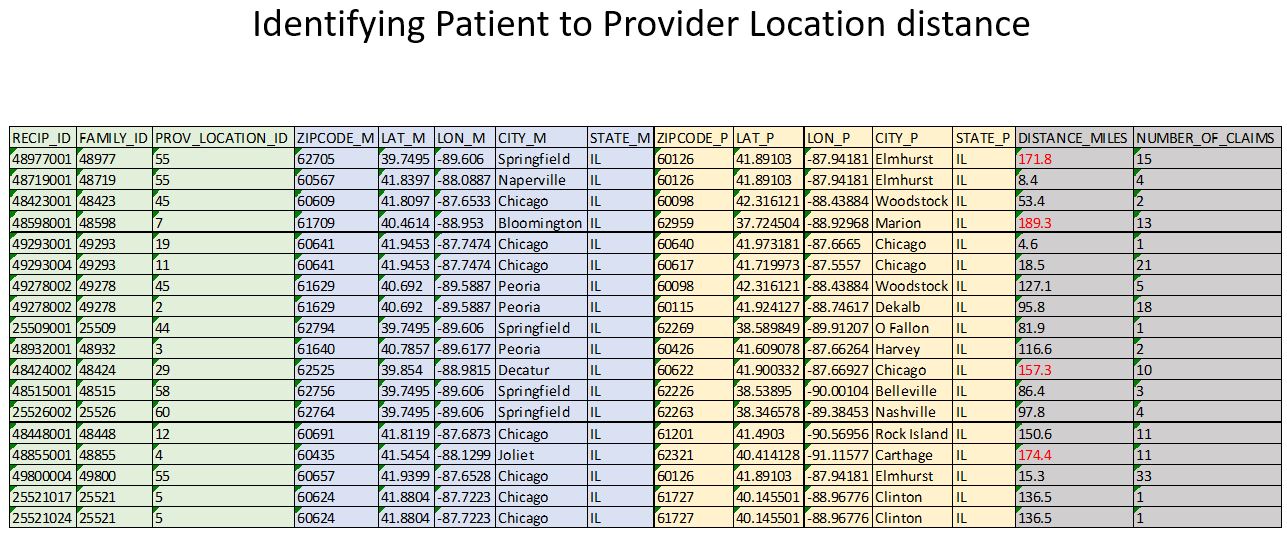 Identifying Patient to Provider Location distance
RECIP_ID FAMILY_ID PROV_LOCATION_ID ZIPCODE_M LAT_M LON_M CITY_M STATE_M ZIPCODE_P LAT_P LON_P CITY_P STATE_P DISTANCE_MILES NUMBER_OF_CLAIMS
48977001 48977 55 62705 39.7495 -89.606 Springfield IL 60126 41.89103 -87.94181 Elmhurst IL 171.8 15
48719001 48719 55 60567 41.8397 -88.0887 Naperville IL 60126 41.89103 -87.94181 Elmhurst IL 8.4 4
48423001 48423 45 60609 41.8097 -87.6533 Chicago IL 60098 42.316121 -88.43884 Woodstock IL 53.4 2
48598001 48598 7 61709 40.4614 -88.953 Bloomington IL 62959 37.724504 -88.92968 Marion IL 189.3 13
49293001 49293 19 60641 41.9453 -87.7474 Chicago IL 60640 41.973181 -87.6665 Chicago IL 4.6 1
49293004 49293 11 60641 41.9453 -87.7474 Chicago IL 60617 41.719973 -87.5557 Chicago IL 18.5 21
49278002 49278 45 61629 40.692 -89.5887 Peoria IL 60098 42.316121 -88.43884 Woodstock IL 127.1 5
49278002 49278 2 61629 40.692 -89.5887 Peoria IL 60115 41.924127 -88.74617 Dekalb IL 95.8 18
25509001 25509 44 62794 39.7495 -89.606 Springfield IL 62269 38.589849 -89.91207 O Fallon IL 81.9 1
48932001 48932 3 61640 40.7857 -89.6177 Peoria IL 60426 41.609078 -87.66264 Harvey IL 116.6 2
48424002 48424 29 62525 39.854 -88.9815 Decatur IL 60622 41.900332 -87.66927 Chicago IL 157.3 10
48515001 48515 58 62756 39.7495 -89.606 Springfield IL 62226 38.53895 -90.00104 Belleville IL 86.4 3
25526002 25526 60 62764 39.7495 -89.606 Springfield IL 62263 38.346578 -89.38453 Nashville IL 97.8 4
48448001 48448 12 60691 41.8119 -87.6873 Chicago IL 61201 41.4903 -90.56956 Rock Island IL 150.6 11
48855001 48855 4 60435 41.5454 -88.1299 Joliet IL 62321 40.414128 -91.11577 Carthage IL 174.4 11
49800004 49800 55 60657 41.9399 -87.6528 Chicago IL 60126 41.89103 -87.94181 Elmhurst IL 15.3 33
25521017 25521 5 60624 41.8804 -87.7223 Chicago IL 61727 40.145501 -88.96776 Clinton IL 136.5 1
25521024 25521 5 60624 41.8804 -87.7223 Chicago IL 61727 40.145501 -88.96776 Clinton IL 136.5 1